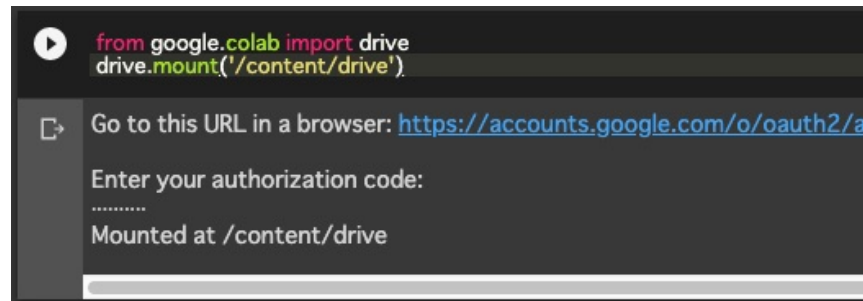 from google.colab import drive
drive.mount('/content/drive')
Go to this URL in a browser: https://accounts.google.com/o/oauth2/a
Enter your authorization code:
··········
Mounted at /content/drive